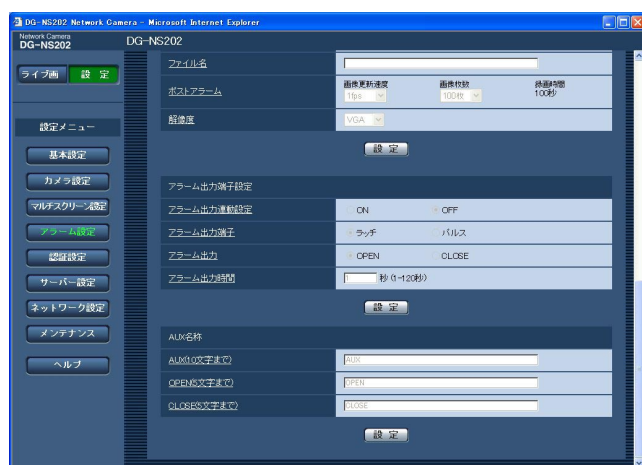 DG-NS202 Network Camera - Microsoft Internet Explorer
Network Camera
DG-NS202
DG-NS202
ライブ画 設 定
設定メニュー
基本設定
カメラ設定
マルチスクリーン設定
アラーム設定
認証設定
サーバー設定
ネットワーク設定
メンテナンス
ヘルプ
ファイル名
ポストアラーム 画像更新速度 画像枚数 録画時間
1fps 100枚 100秒
解像度 VGA
設 定
アラーム出力端子設定
アラーム出力連動設定 ON OFF
アラーム出力端子 ラッチ パルス
アラーム出力 OPEN CLOSE
アラーム出力時間 1 秒(1-120秒)
設 定
AUX名称
AUX(10文字まで) AUX
OPEN(5文字まで) OPEN
CLOSE(5文字まで) CLOSE
設 定